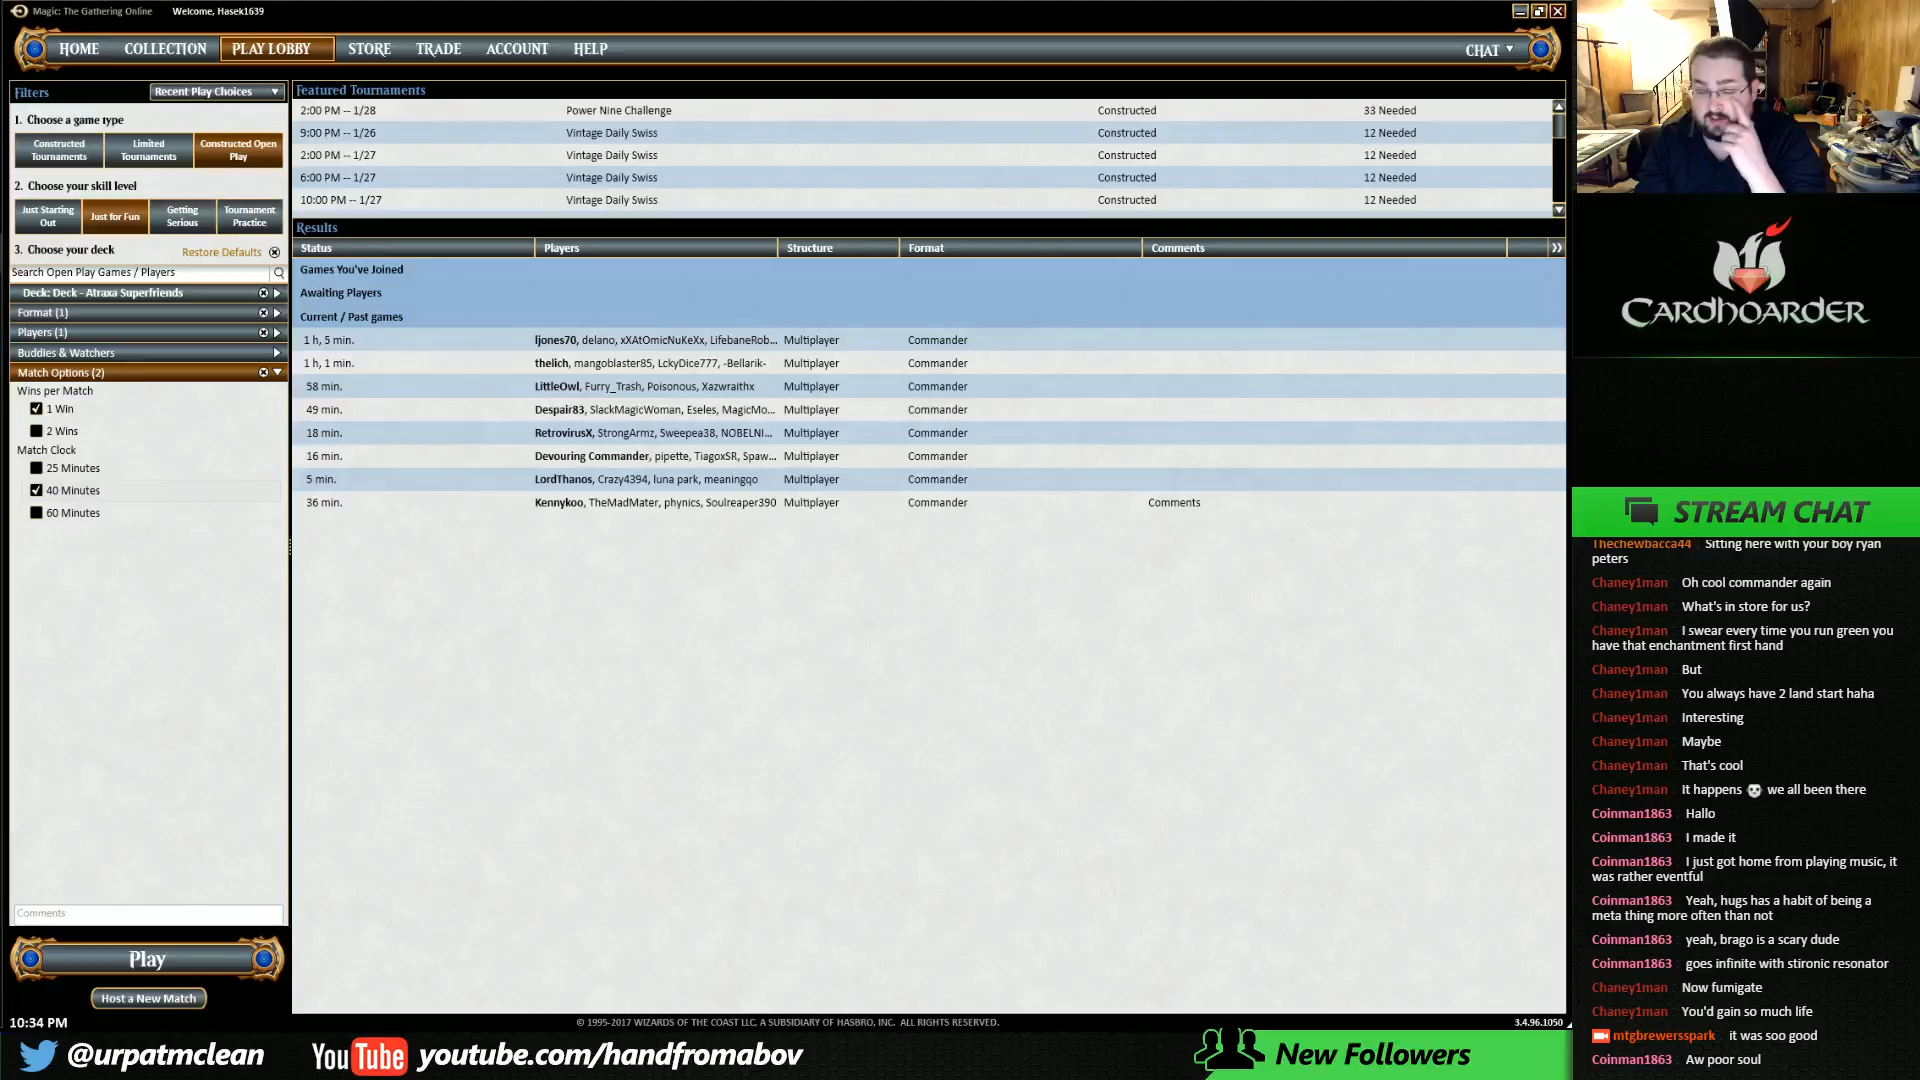 Magic: The Gathering Online Welcome, Hasek1639
HOME COLLECTION PLAY LOBBY STORE TRADE ACCOUNT HELP CHAT
Filters Recent Play Choices
1. Choose a game type
Constructed Tournaments Limited Tournaments Constructed Open Play
2. Choose your skill level
Just Starting Out Just for Fun Getting Serious Tournament Practice
3. Choose your deck Restore Defaults
Search Open Play Games / Players
Deck: Deck - Atraxa Superfriends
Format (1)
Players (1)
Buddies & Watchers
Match Options (2)
Wins per Match
1 Win
2 Wins
Match Clock
25 Minutes
40 Minutes
60 Minutes
Comments
Play
Host a New Match
10:34 PM
Featured Tournaments
2:00 PM -- 1/28 Power Nine Challenge Constructed 33 Needed
9:00 PM -- 1/26 Vintage Daily Swiss Constructed 12 Needed
2:00 PM -- 1/27 Vintage Daily Swiss Constructed 12 Needed
6:00 PM -- 1/27 Vintage Daily Swiss Constructed 12 Needed
10:00 PM -- 1/27 Vintage Daily Swiss Constructed 12 Needed
Results
Status Players Structure Format Comments
Games You've Joined
Awaiting Players
Current / Past games
1 h, 5 min. ljones70, delano, xXAtOmicNuKeXx, LifebaneRob... Multiplayer Commander
1 h, 1 min. thelich, mangoblaster85, LckyDice777, -Bellarik- Multiplayer Commander
58 min. LittleOwl, Furry_Trash, Poisonous, Xazwraithx Multiplayer Commander
49 min. Despair83, SlackMagicWoman, Eseles, MagicMo... Multiplayer Commander
18 min. RetrovirusX, StrongArmz, Sweepea38, NOBELNI... Multiplayer Commander
16 min. Devouring Commander, pipette, TiagoxSR, Spaw... Multiplayer Commander
5 min. LordThanos, Crazy4394, luna park, meaningqo Multiplayer Commander
36 min. Kennykoo, TheMadMater, phynics, Soulreaper390 Multiplayer Commander Comments
© 1995-2017 WIZARDS OF THE COAST LLC, A SUBSIDIARY OF HASBRO, INC. ALL RIGHTS RESERVED. 3.4.96.1050
CARDHOARDER
STREAM CHAT
Thechewbacca44 Sitting here with your boy ryan
peters
Chaney1man Oh cool commander again
Chaney1man What's in store for us?
Chaney1man I swear every time you run green you
have that enchantment first hand
Chaney1man But
Chaney1man You always have 2 land start haha
Chaney1man Interesting
Chaney1man Maybe
Chaney1man That's cool
Chaney1man It happens we all been there
Coinman1863 Hallo
Coinman1863 I made it
Coinman1863 I just got home from playing music, it
was rather eventful
Coinman1863 Yeah, hugs has a habit of being a
meta thing more often than not
Coinman1863 yeah, brago is a scary dude
Coinman1863 goes infinite with stironic resonator
Chaney1man Now fumigate
Chaney1man You'd gain so much life
mtgbrewersspark it was soo good
Coinman1863 Aw poor soul
@urpatmclean YouTube youtube.com/handfromabov New Followers